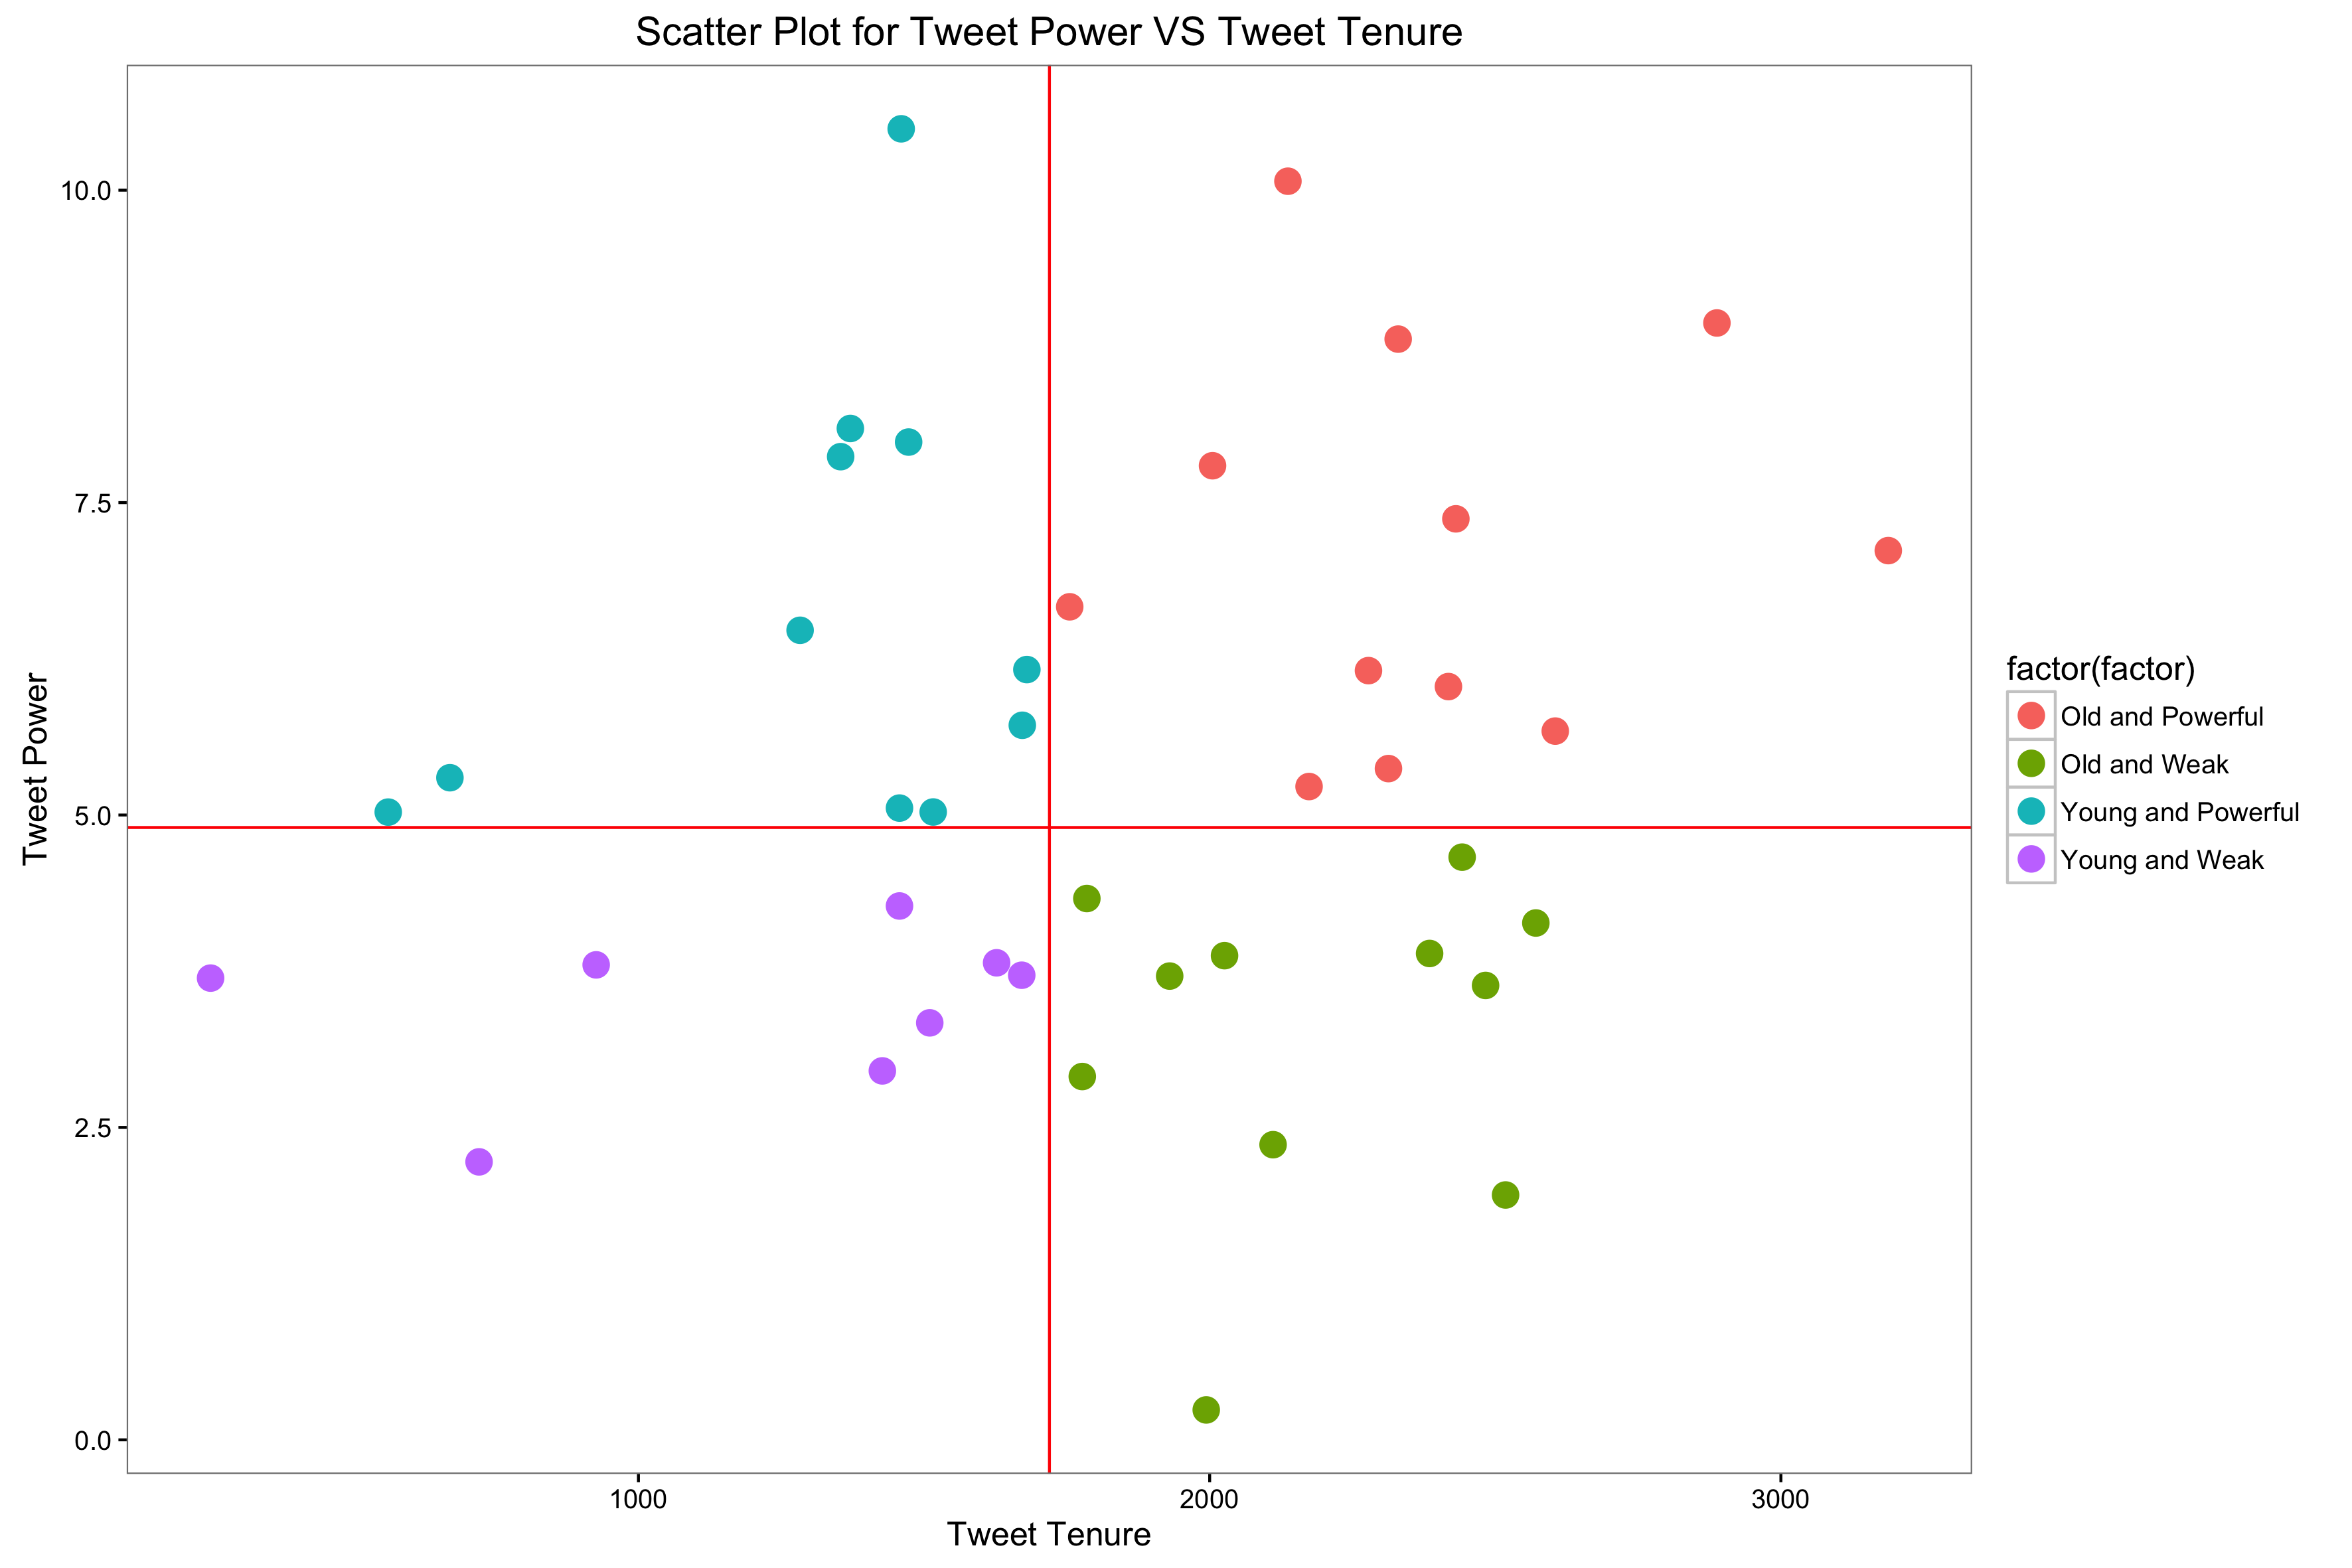 Scatter Plot for Tweet Power VS Tweet Tenure
10.0
7.5
5.0
2.5
0.0
Tweet Power
1000
2000
3000
Tweet Tenure
factor(factor)
Old and Powerful
Old and Weak
Young and Powerful
Young and Weak